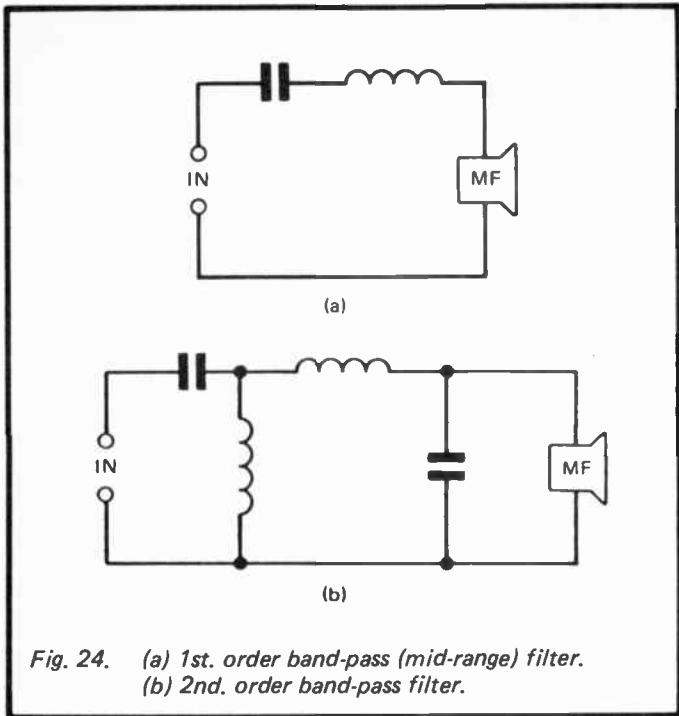 IN
MF
(a)
IN
MF
(b)
Fig. 24. (a) 1st. order band-pass (mid-range) filter.
(b) 2nd. order band-pass filter.